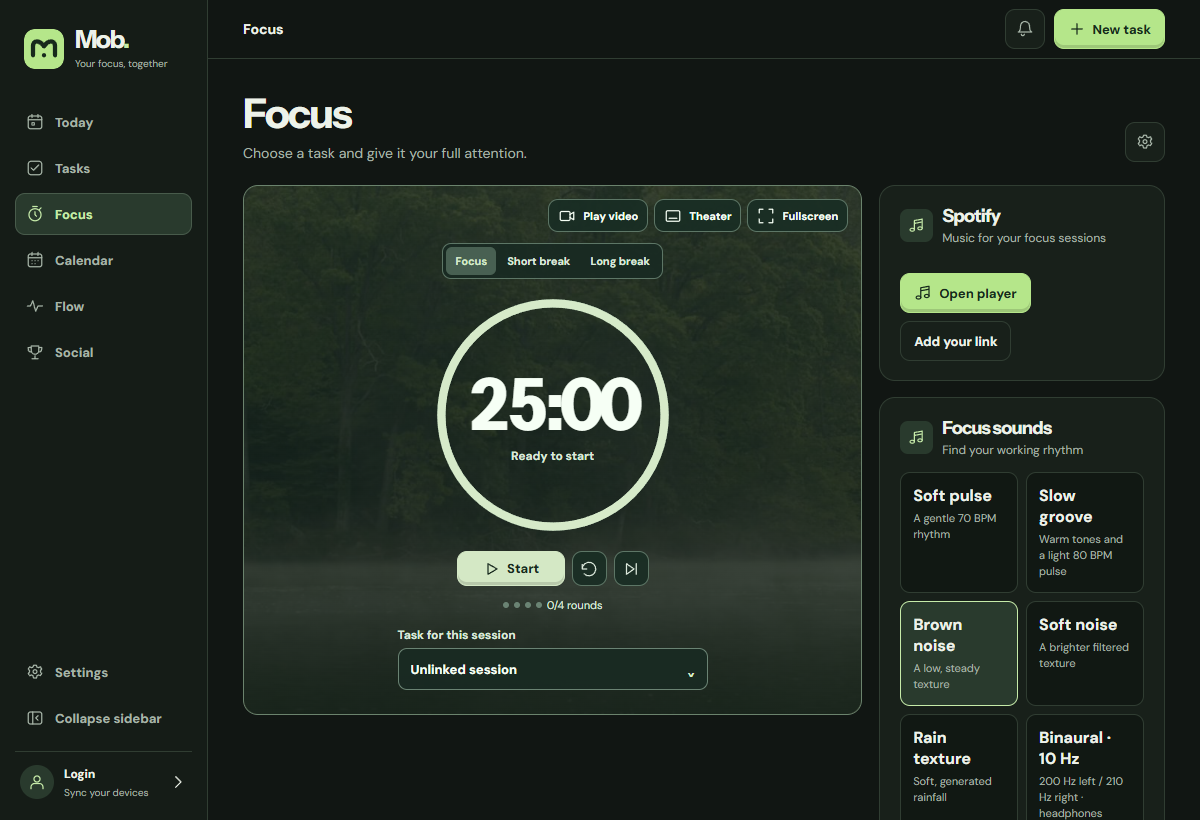 Mob.
Your focus, together
Today
Tasks
Focus
Calendar
Flow
Social
Settings
Collapse sidebar
Login
Sync your devices
Focus
New task
Focus
Choose a task and give it your full attention.
Play video
Theater
Fullscreen
Focus
Short break
Long break
25:00
Ready to start
Start
0/4 rounds
Task for this session
Unlinked session
Spotify
Music for your focus sessions
Open player
Add your link
Focus sounds
Find your working rhythm
Soft pulse
A gentle 70 BPM
rhythm
Slow
groove
Warm tones and
a light 80 BPM
pulse
Brown
noise
A low, steady
texture
Soft noise
A brighter filtered
texture
Rain
texture
Soft, generated
rainfall
Binaural ·
10 Hz
200 Hz left / 210
Hz right ·
headphones